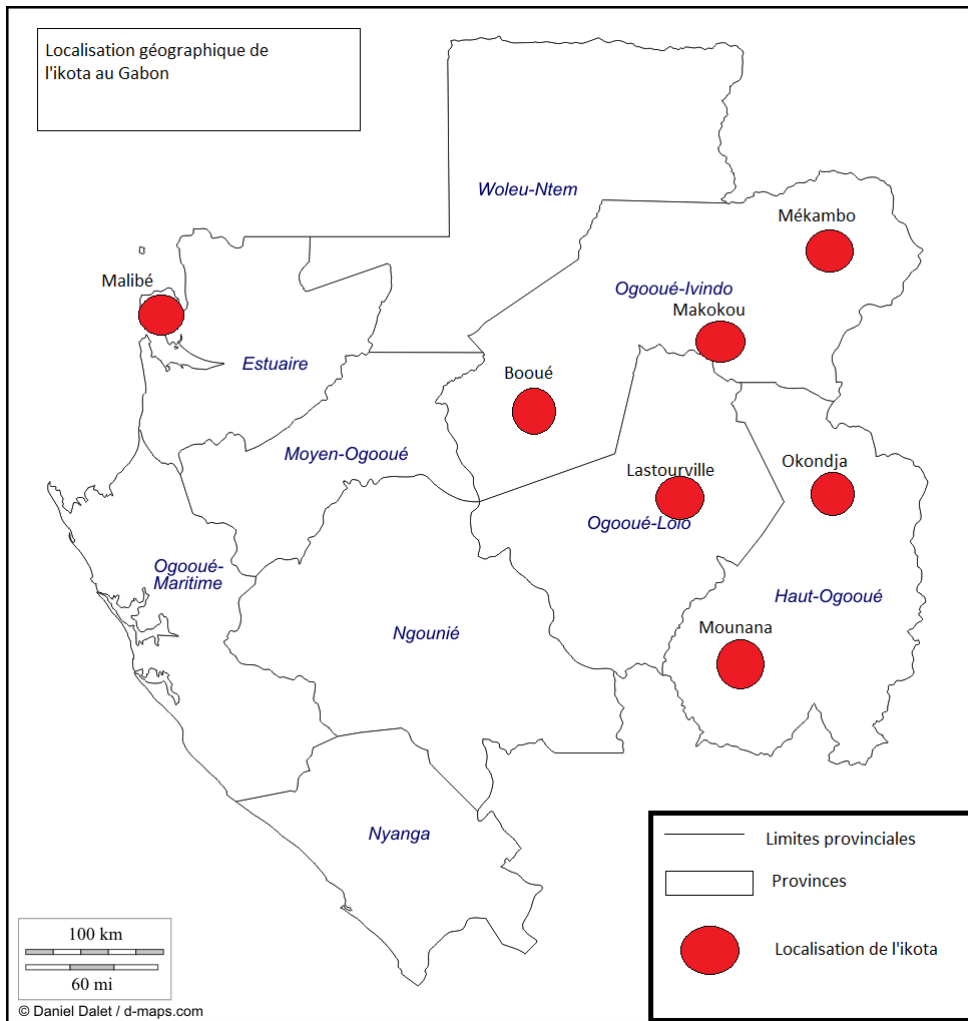 Localisation géographique de
l'ikota au Gabon
Woleu-Ntem
Mékambo
Malibé
Ogooué-Ivindo
Makokou
Estuaire
Booué
Moyen-Ogooué
Lastourville
Okondja
Ogooué-Lolo
Ogooué-
Maritime
Haut-Ogooué
Mounana
Ngounié
Nyanga
Limites provinciales
Provinces
Localisation de l'ikota
100 km
60 mi
© Daniel Dalet / d-maps.com